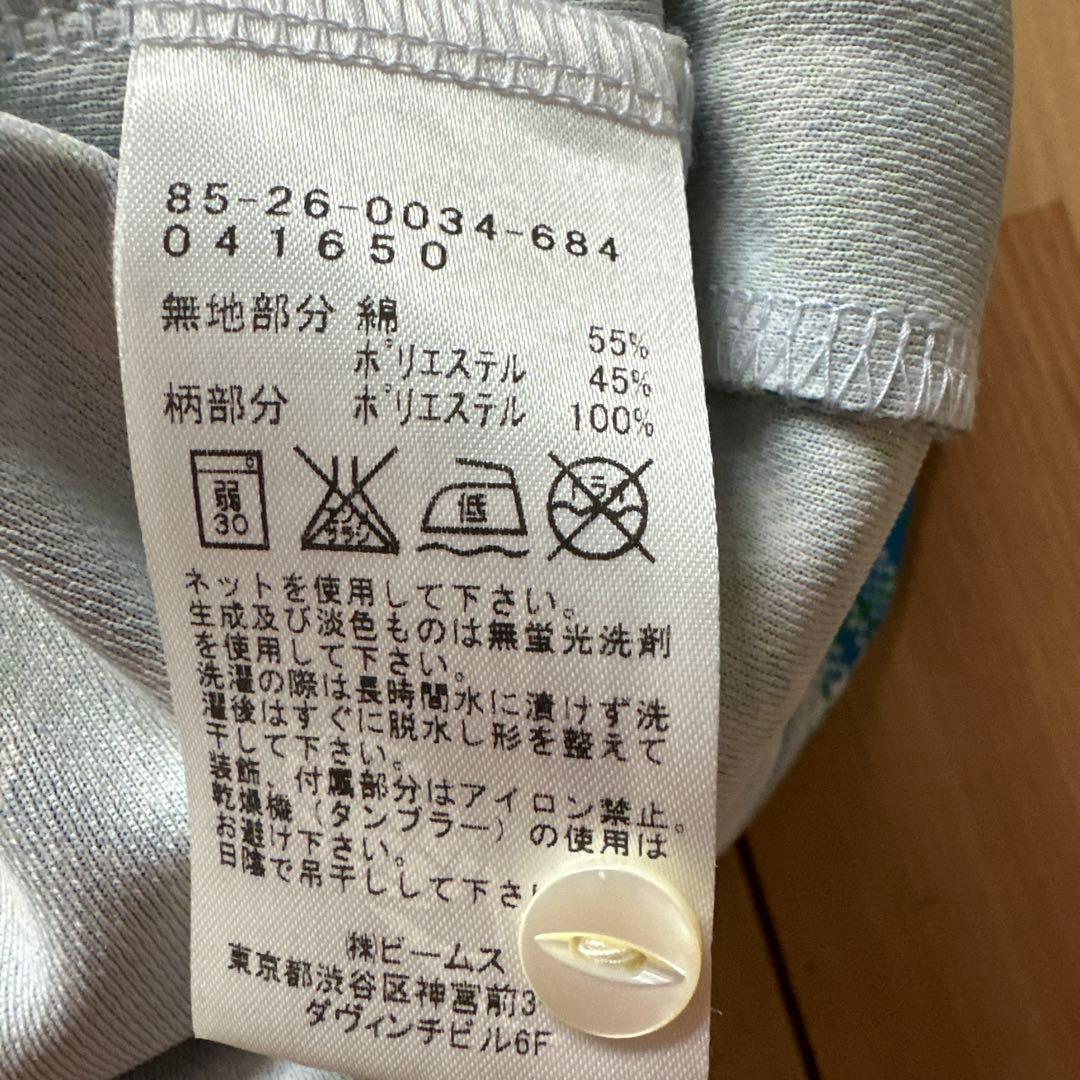 85-26-0034-684
041650
無地部分 綿 55%
ポリエステル 45%
柄部分 ポリエステル 100%
弱 30 エンソ サラシ 低 ドライ
ネットを使用して下さい。
生成及び淡色ものは無蛍光洗剤
を使用して下さい。
洗濯の際は長時間水に漬けず洗
濯後はすぐに脱水し形を整えて
干して下さい。
装飾、付属部分はアイロン禁止。
乾燥機（タンブラー）の使用は
お避け下さい。
日陰で吊干しして下さ
㈱ビームス
東京都渋谷区神宮前3
ダヴィンチビル6F